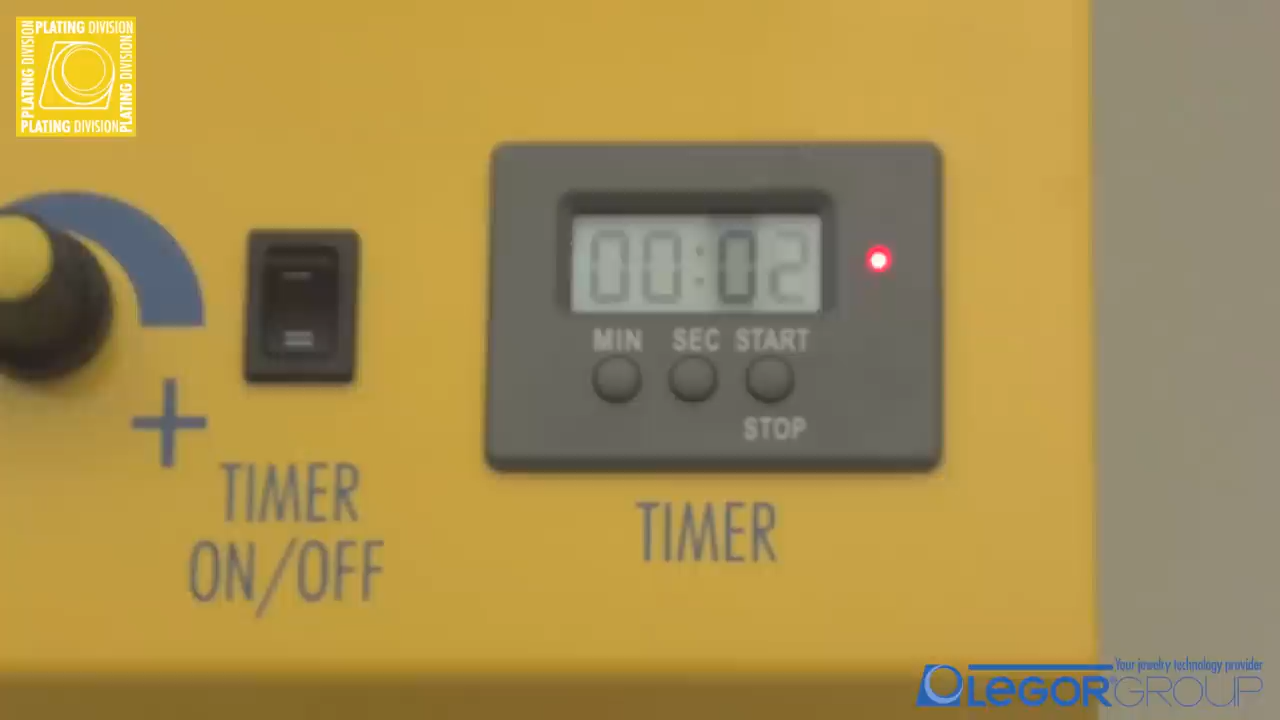 PLATING DIVISION
PLATING DIVISION
PLATING DIVISION
PLATING DIVISION
00:02
MIN SEC START
STOP
+
TIMER
ON/OFF
TIMER
Your jewelry technology provider
LEGOR® GROUP